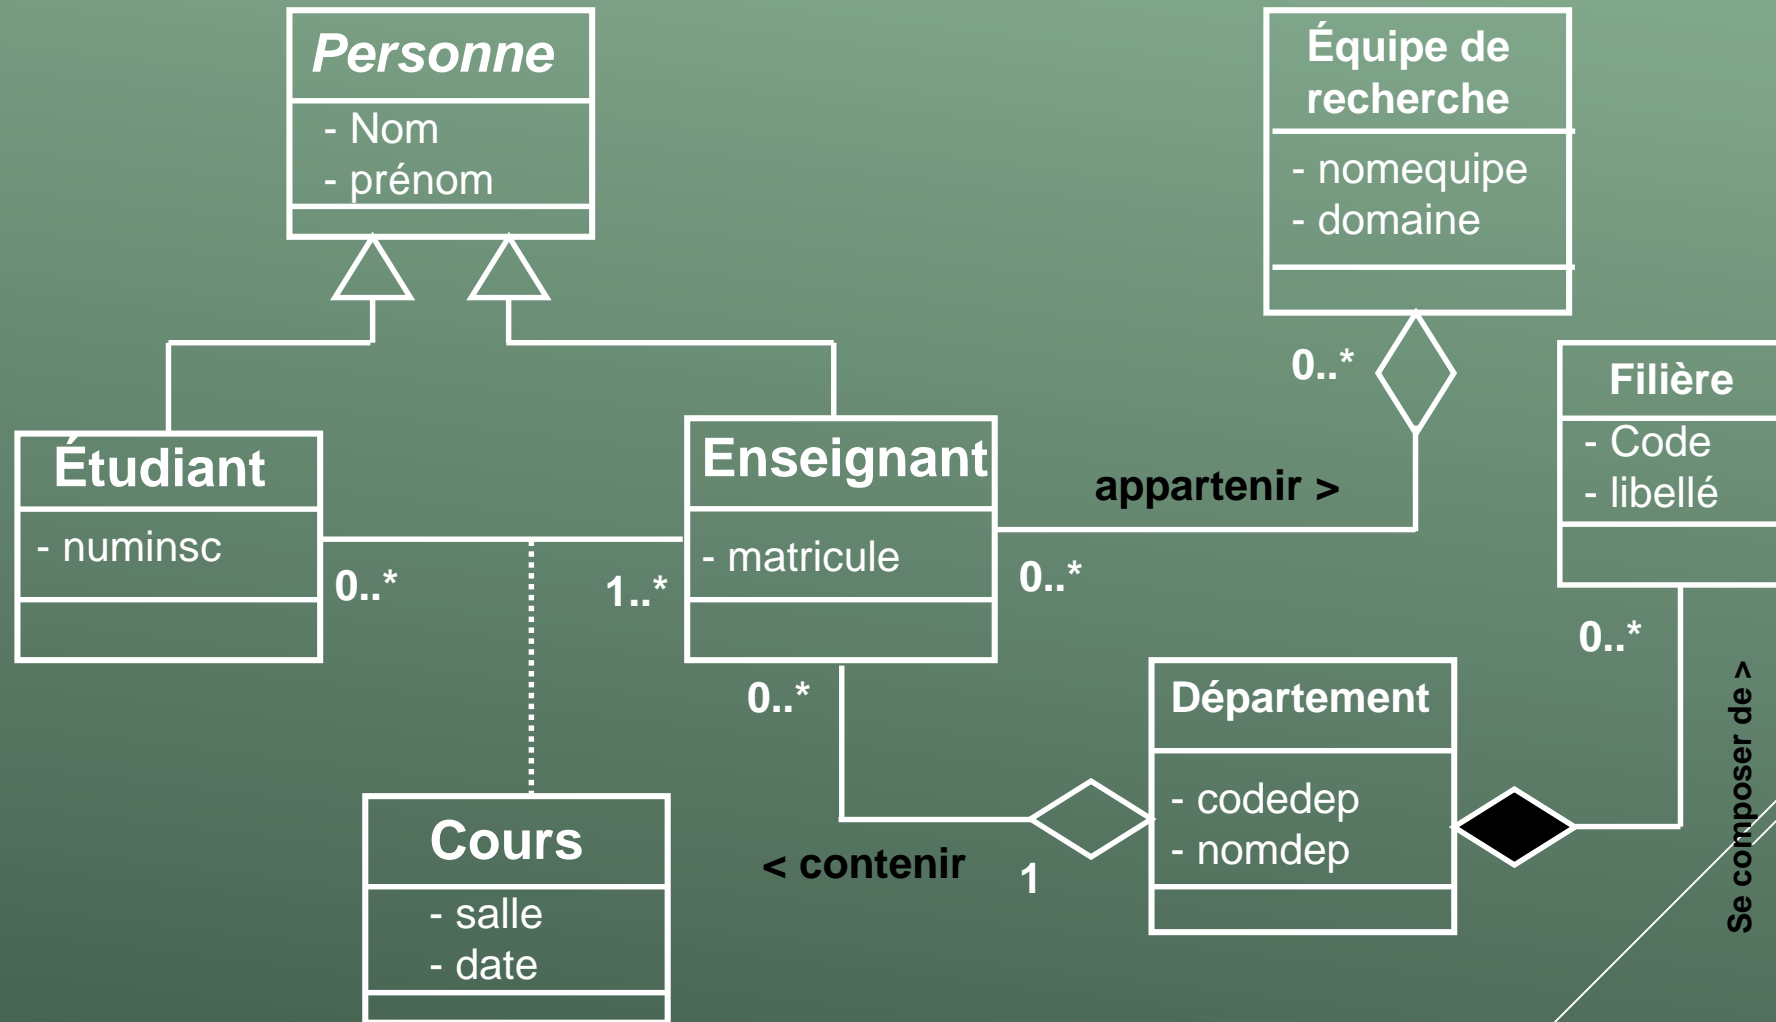 Personne
- Nom
- prénom
Équipe de
recherche
- nomequipe
- domaine
0..*
Filière
- Code
- libellé
Étudiant
- numinsc
0..*
1..*
Enseignant
- matricule
appartenir >
0..*
0..*
0..*
Se composer de >
Département
- codedep
- nomdep
< contenir
1
Cours
- salle
- date